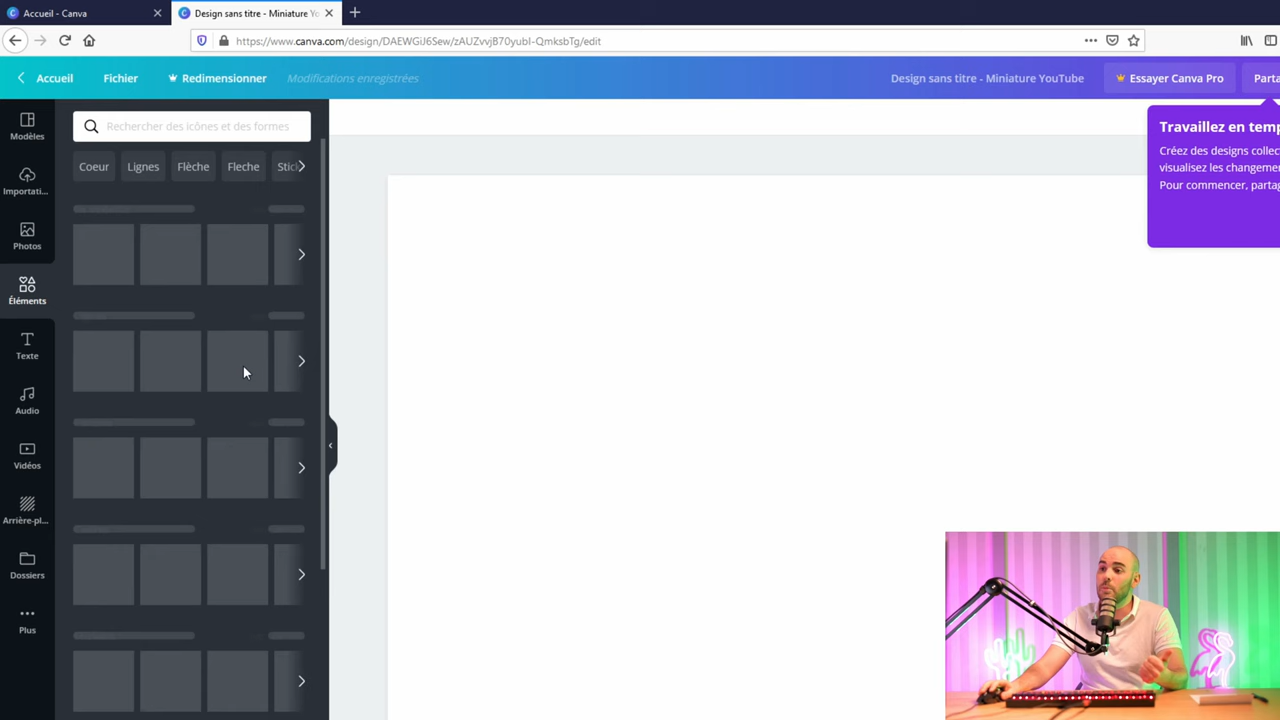 Accueil - Canva
Design sans titre - Miniature Yo
https://www.canva.com/design/DAEWGiJ6Sew/zAUZvvjB70yubI-QmksbTg/edit
Accueil
Fichier
Redimensionner
Modifications enregistrées
Design sans titre - Miniature YouTube
Essayer Canva Pro
Parta
Modèles
Importati...
Photos
Éléments
Texte
Audio
Vidéos
Arrière-pl...
Dossiers
Plus
Rechercher des icônes et des formes
Coeur
Lignes
Flèche
Fleche
Stick
Travaillez en temp
Créez des designs collec
visualisez les changemen
Pour commencer, partag